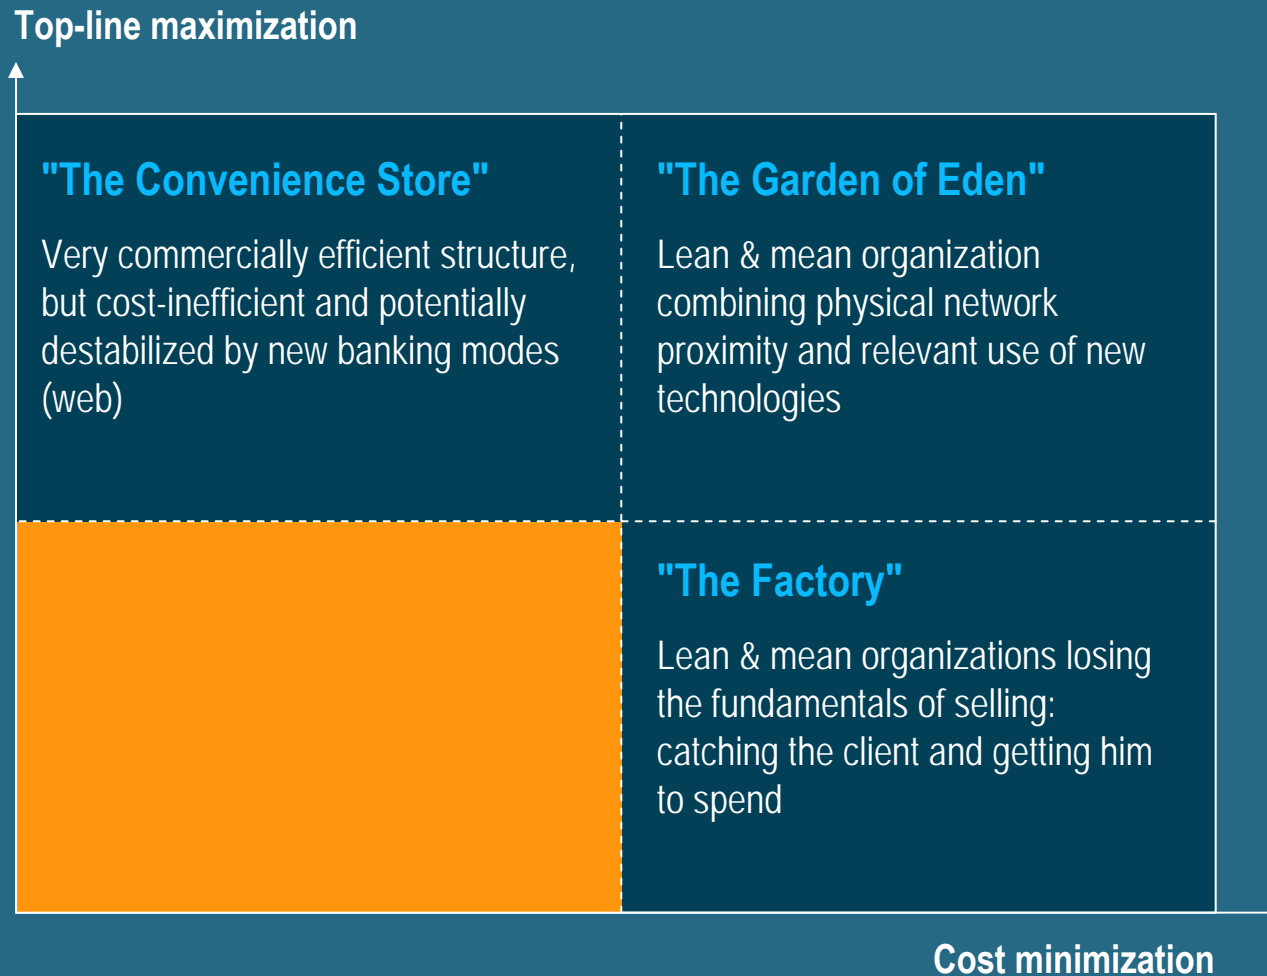 Top-line maximization
"The Convenience Store"
Very commercially efficient structure,
but cost-inefficient and potentially
destabilized by new banking modes
(web)
"The Garden of Eden"
Lean & mean organization
combining physical network
proximity and relevant use of new
technologies
"The Factory"
Lean & mean organizations losing
the fundamentals of selling:
catching the client and getting him
to spend
Cost minimization